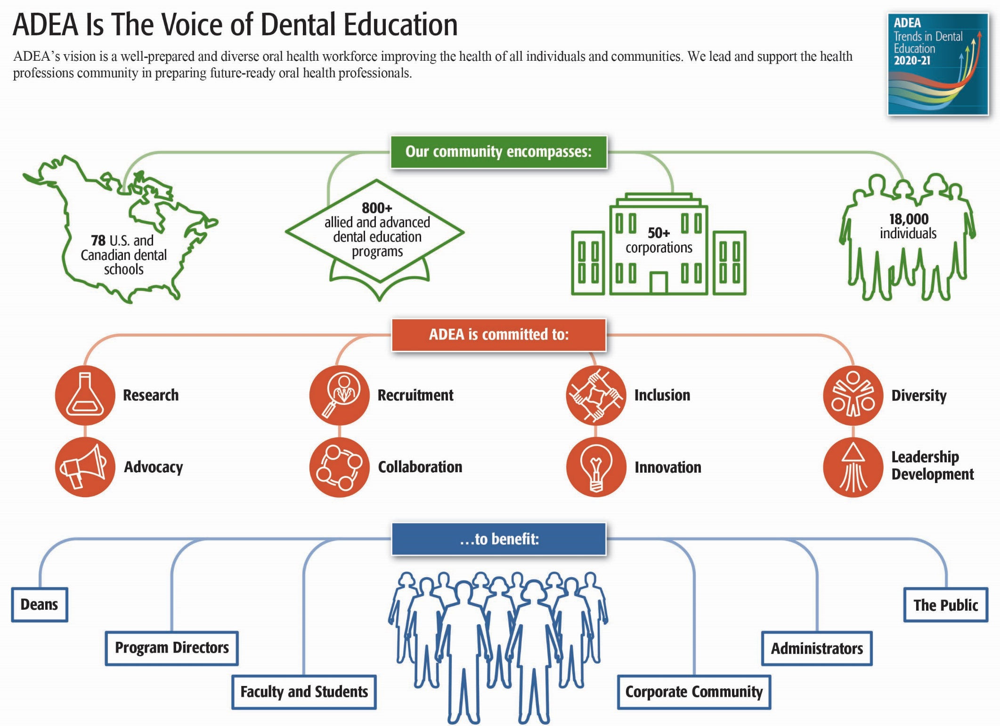 ADEA Is The Voice of Dental Education
ADEA's vision is a well-prepared and diverse oral health workforce improving the health of all individuals and communities. We lead and support the health
professions community in preparing future-ready oral health professionals.
ADEA
Trends in Dental
Education
2020-21
Our community encompasses:
78 U.S. and
Canadian dental
schools
800+
allied and advanced
dental education
programs
50+
corporations
18,000
individuals
ADEA is committed to:
Research
Recruitment
Inclusion
Diversity
Advocacy
Collaboration
Innovation
Leadership
Development
...to benefit:
Deans
Program Directors
Faculty and Students
Corporate Community
Administrators
The Public